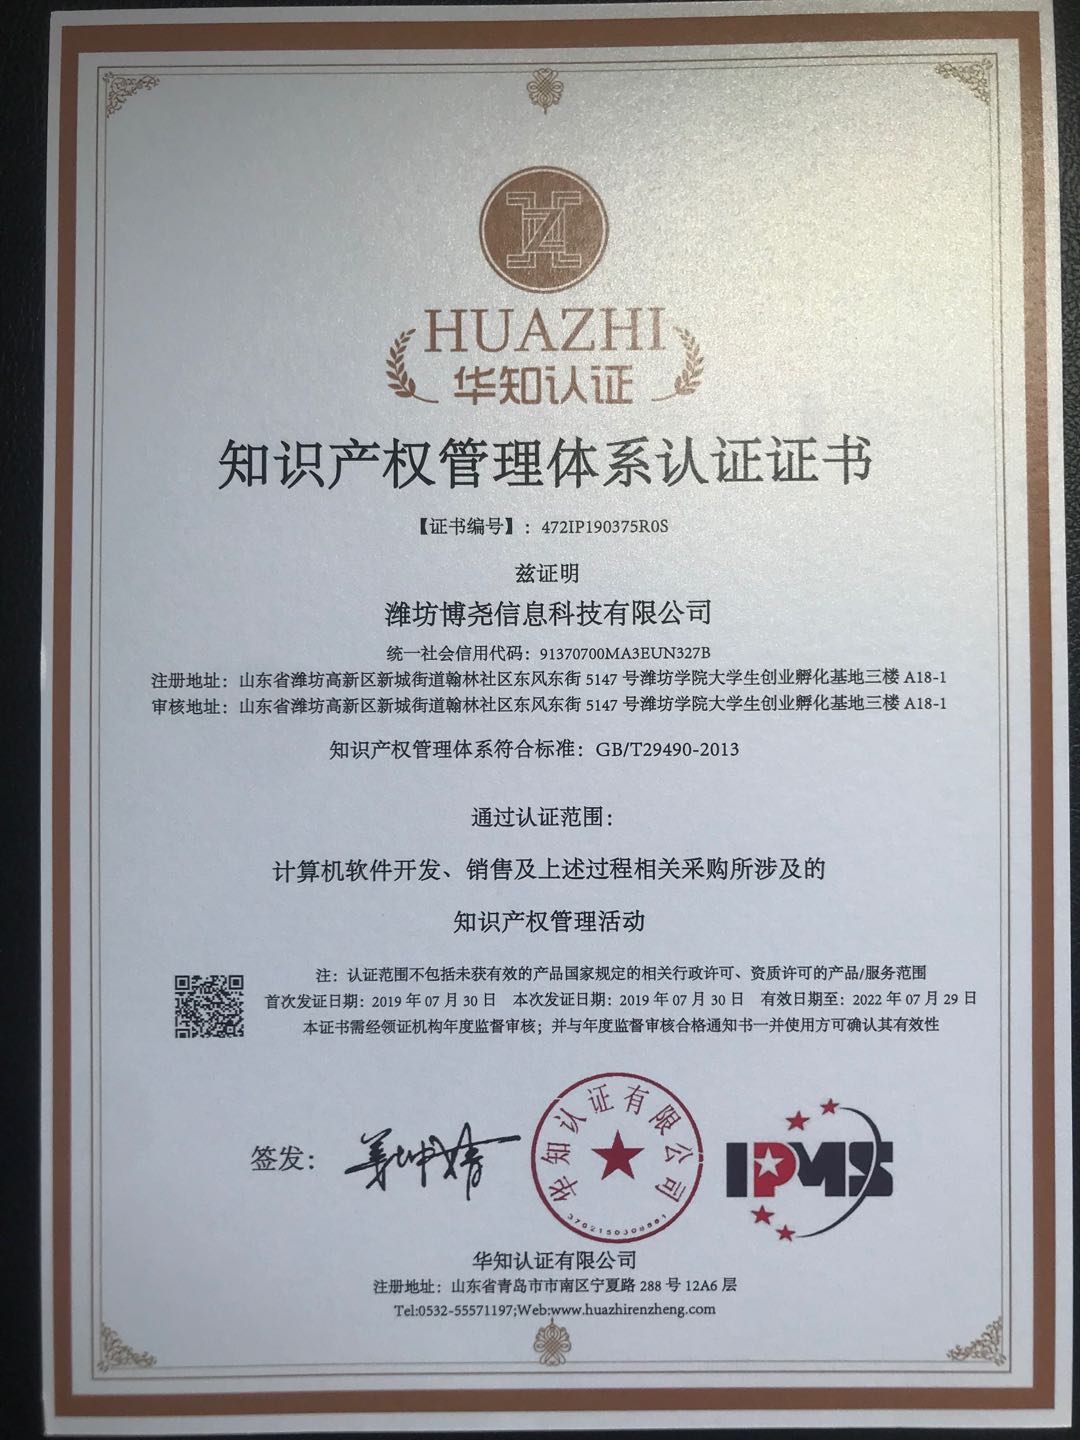 HUAZHI
华知认证
知识产权管理体系认证证书
【证书编号】：472IP190375R0S
兹证明
潍坊博尧信息科技有限公司
统一社会信用代码：91370700MA3EUN327B
注册地址：山东省潍坊高新区新城街道翰林社区东风东街 5147 号潍坊学院大学生创业孵化基地三楼 A18-1
审核地址：山东省潍坊高新区新城街道翰林社区东风东街 5147 号潍坊学院大学生创业孵化基地三楼 A18-1
知识产权管理体系符合标准：GB/T29490-2013
通过认证范围：
计算机软件开发、销售及上述过程相关采购所涉及的
知识产权管理活动
注：认证范围不包括未获有效的产品国家规定的相关行政许可、资质许可的产品/服务范围
首次发证日期：2019 年 07 月 30 日 本次发证日期：2019 年 07 月 30 日 有效日期至：2022 年 07 月 29 日
本证书需经领证机构年度监督审核；并与年度监督审核合格通知书一并使用方可确认其有效性
签发：
华知认证有限公司
IPMS
华知认证有限公司
注册地址：山东省青岛市市南区宁夏路 288 号 12A6 层
Tel:0532-55571197;Web:www.huazhirenzheng.com